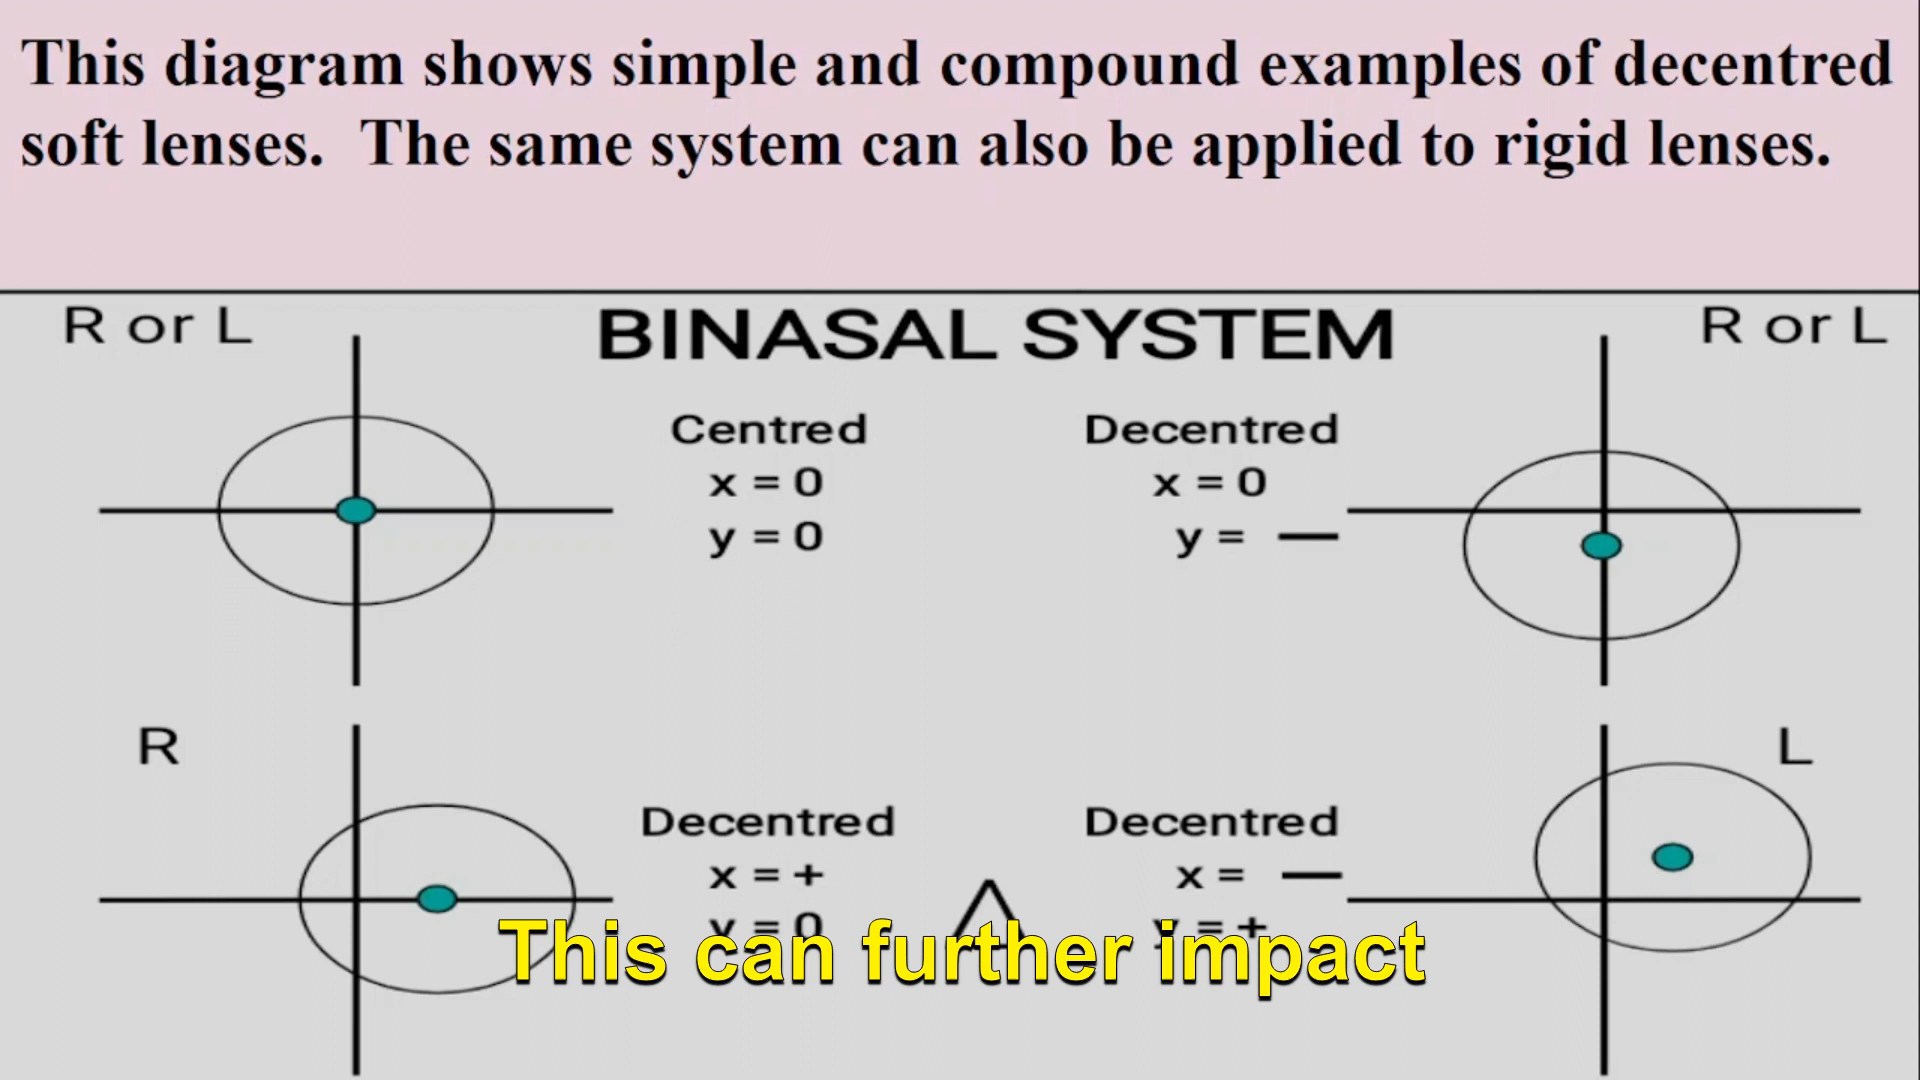 This diagram shows simple and compound examples of decentred
soft lenses. The same system can also be applied to rigid lenses.
R or L
BINASAL SYSTEM
R or L
Centred
x = 0
y = 0
Decentred
x = 0
y = —
R
L
Decentred
x = +
y = 0
Decentred
x = —
y = +
This can further impact